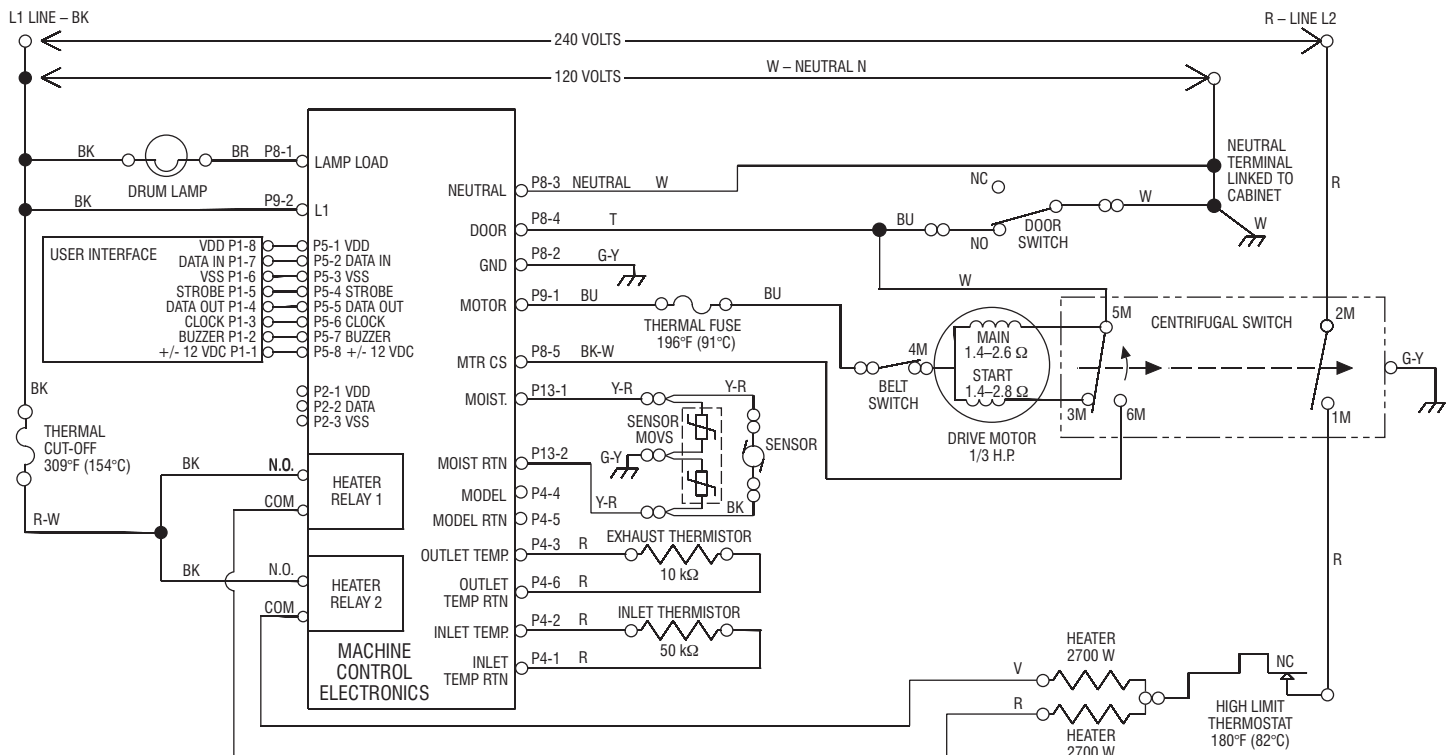 L1 LINE – BK
R – LINE L2
240 VOLTS
120 VOLTS
W – NEUTRAL N
BK
BR
P8-1
LAMP LOAD
DRUM LAMP
BK
P9-2
L1
NEUTRAL
P8-3
NEUTRAL
W
NC
NEUTRAL
TERMINAL
LINKED TO
CABINET
R
DOOR
P8-4
T
BU
NO
DOOR
SWITCH
W
W
USER INTERFACE
VDD P1-8
P5-1 VDD
DATA IN P1-7
P5-2 DATA IN
VSS P1-6
P5-3 VSS
STROBE P1-5
P5-4 STROBE
DATA OUT P1-4
P5-5 DATA OUT
CLOCK P1-3
P5-6 CLOCK
BUZZER P1-2
P5-7 BUZZER
+/- 12 VDC P1-1
P5-8 +/- 12 VDC
GND
P8-2
G-Y
W
MOTOR
P9-1
BU
THERMAL FUSE
196°F (91°C)
BU
5M
CENTRIFUGAL SWITCH
2M
MTR CS
P8-5
BK-W
4M
BELT
SWITCH
MAIN
1.4–2.6 Ω
START
1.4–2.8 Ω
3M
6M
1M
G-Y
DRIVE MOTOR
1/3 H.P.
P2-1 VDD
P2-2 DATA
P2-3 VSS
BK
THERMAL
CUT-OFF
309°F (154°C)
MOIST.
P13-1
Y-R
Y-R
SENSOR
MOVS
SENSOR
G-Y
MOIST RTN
P13-2
Y-R
BK
BK
N.O.
HEATER
RELAY 1
COM
R-W
MODEL
P4-4
MODEL RTN
P4-5
OUTLET TEMP.
P4-3
R
EXHAUST THERMISTOR
10 kΩ
OUTLET
TEMP RTN
P4-6
R
R
BK
N.O.
HEATER
RELAY 2
COM
INLET TEMP.
P4-2
R
INLET THERMISTOR
50 kΩ
INLET
TEMP RTN
P4-1
R
MACHINE
CONTROL
ELECTRONICS
HEATER
2700 W
V
R
HEATER
2700 W
NC
HIGH LIMIT
THERMOSTAT
180°F (82°C)